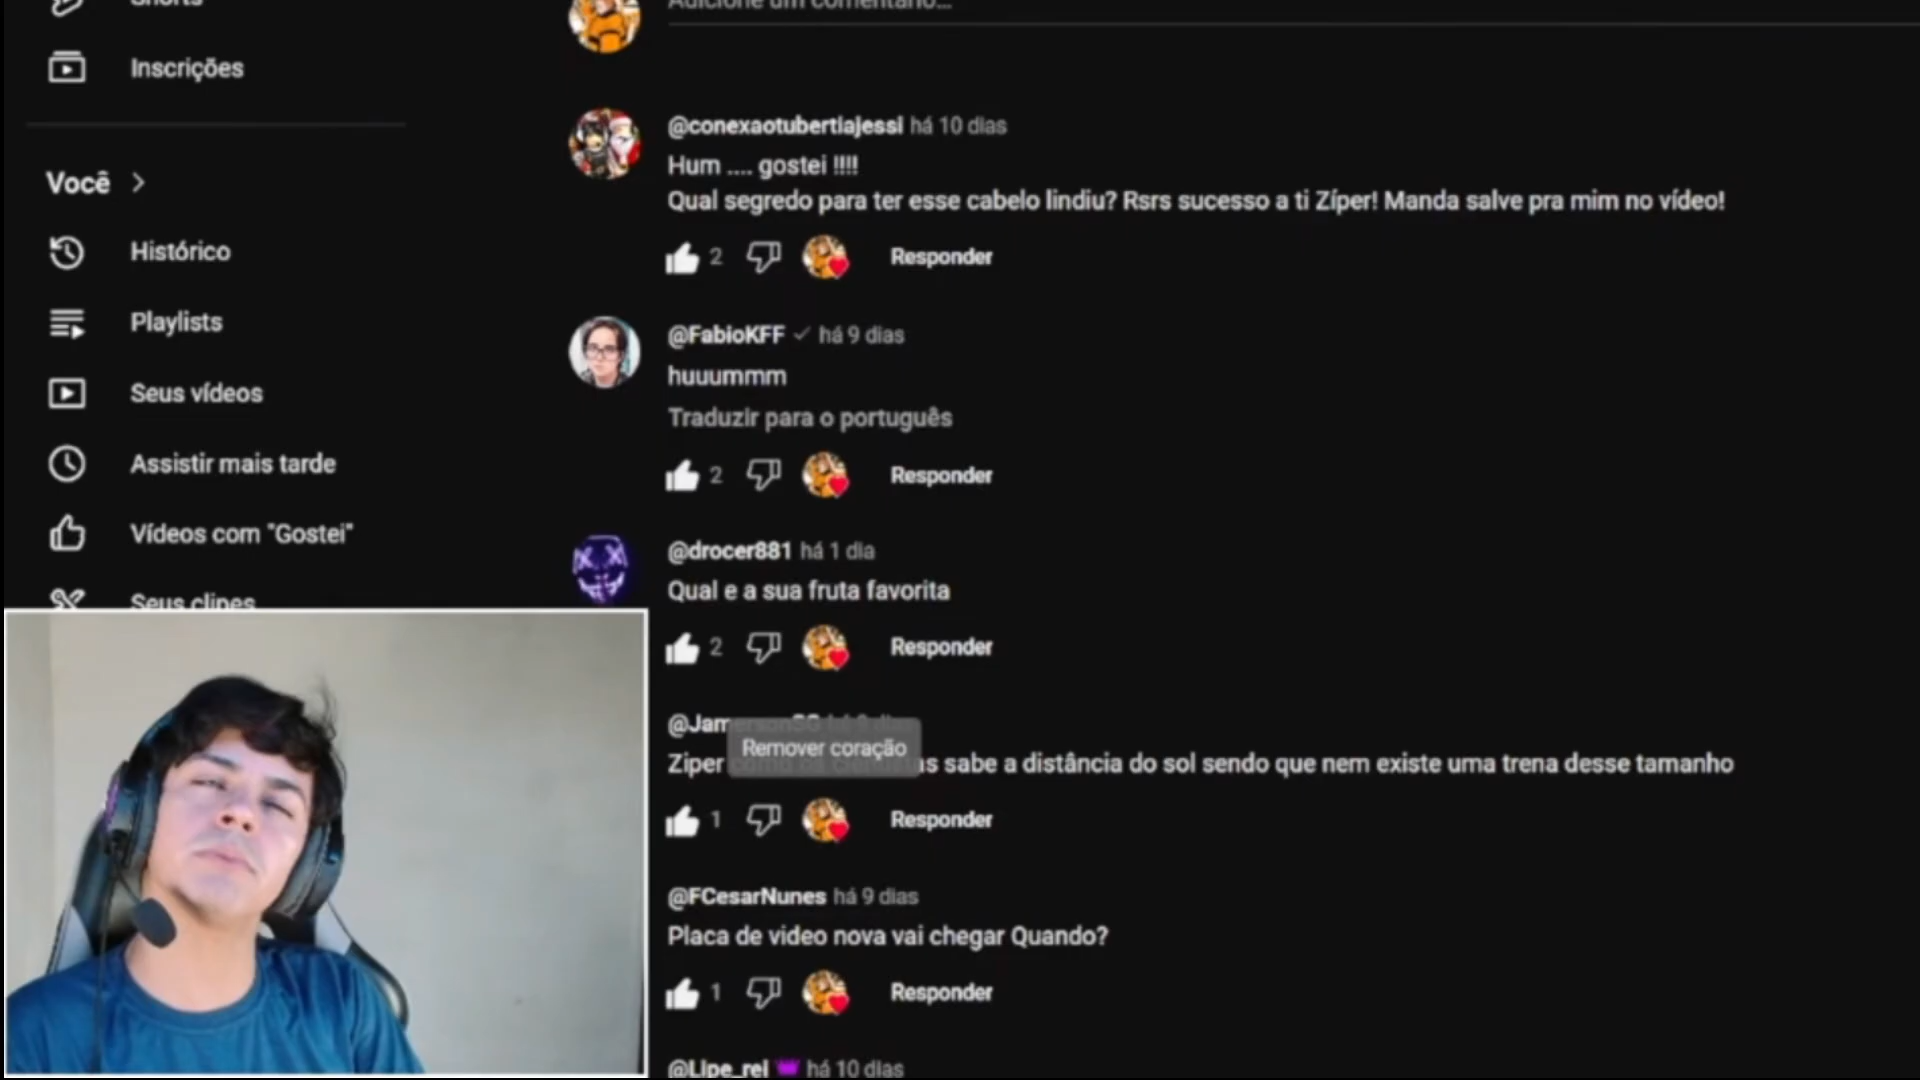 Shorts
Adicione um comentário...
Inscrições
Você
Histórico
Playlists
Seus vídeos
Assistir mais tarde
Vídeos com "Gostei"
Seus clipes
@conexaotubertiajessi há 10 dias
Hum .... gostei !!!!
Qual segredo para ter esse cabelo lindiu? Rsrs sucesso a ti Zíper! Manda salve pra mim no vídeo!
2 Responder
@FabioKFF há 9 dias
huuummm
Traduzir para o português
2 Responder
@drocer881 há 1 dia
Qual e a sua fruta favorita
2 Responder
Remover coração
Ziper sabe a distância do sol sendo que nem existe uma trena desse tamanho
1 Responder
@FCesarNunes há 9 dias
Placa de video nova vai chegar Quando?
1 Responder
@Lipe_rei há 10 dias